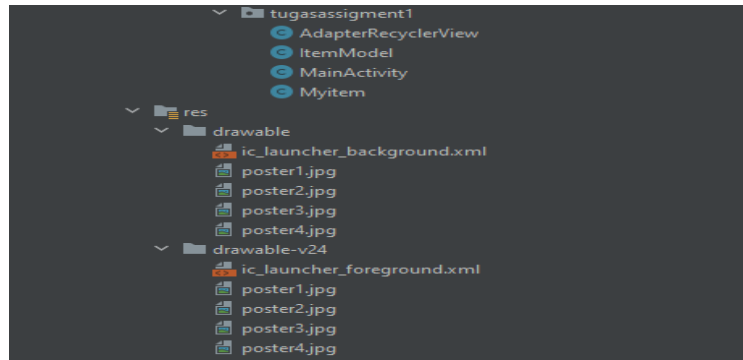 tugasassigment1
AdapterRecyclerView
ItemModel
MainActivity
Myitem
res
drawable
ic_launcher_background.xml
poster1.jpg
poster2.jpg
poster3.jpg
poster4.jpg
drawable-v24
ic_launcher_foreground.xml
poster1.jpg
poster2.jpg
poster3.jpg
poster4.jpg